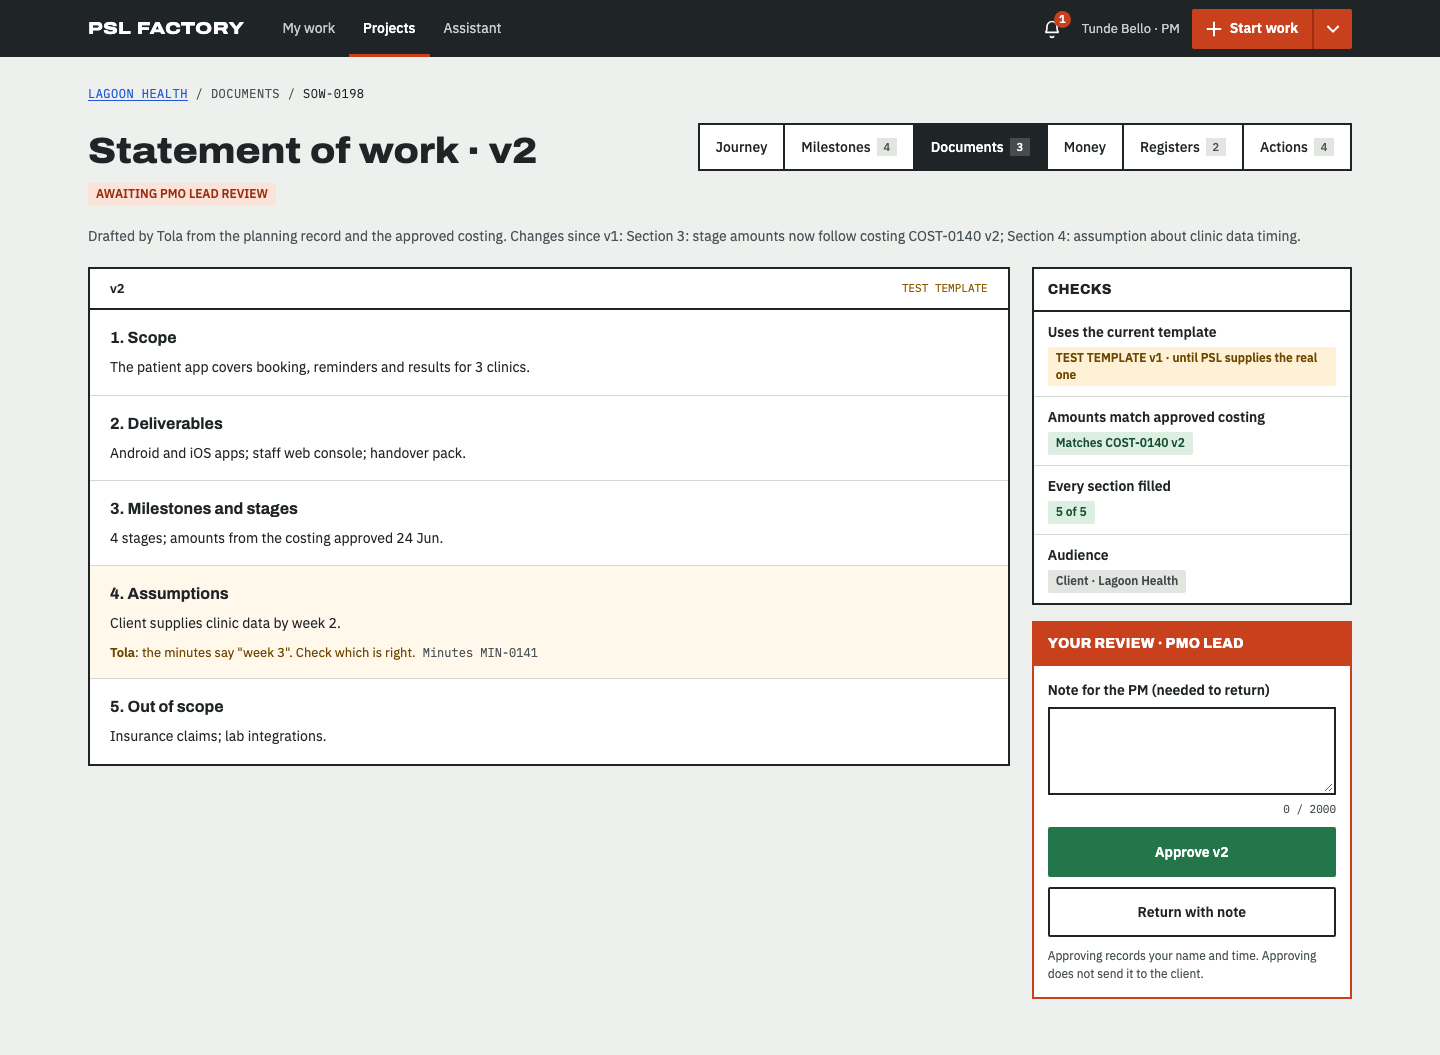 PSL FACTORY
My work
Projects
Assistant
1
Tunde Bello · PM
Start work
LAGOON HEALTH / DOCUMENTS / SOW-0198
Statement of work · v2
Journey
Milestones 4
Documents 3
Money
Registers 2
Actions 4
AWAITING PMO LEAD REVIEW
Drafted by Tola from the planning record and the approved costing. Changes since v1: Section 3: stage amounts now follow costing COST-0140 v2; Section 4: assumption about clinic data timing.
v2
TEST TEMPLATE
1. Scope
The patient app covers booking, reminders and results for 3 clinics.
2. Deliverables
Android and iOS apps; staff web console; handover pack.
3. Milestones and stages
4 stages; amounts from the costing approved 24 Jun.
4. Assumptions
Client supplies clinic data by week 2.
Tola: the minutes say "week 3". Check which is right. Minutes MIN-0141
5. Out of scope
Insurance claims; lab integrations.
CHECKS
Uses the current template
TEST TEMPLATE v1 · until PSL supplies the real
one
Amounts match approved costing
Matches COST-0140 v2
Every section filled
5 of 5
Audience
Client · Lagoon Health
YOUR REVIEW · PMO LEAD
Note for the PM (needed to return)
0 / 2000
Approve v2
Return with note
Approving records your name and time. Approving
does not send it to the client.